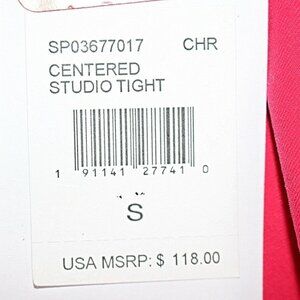 SP03677017 CHR
CENTERED
STUDIO TIGHT
1 91141 27741 0
S
USA MSRP: $ 118.00